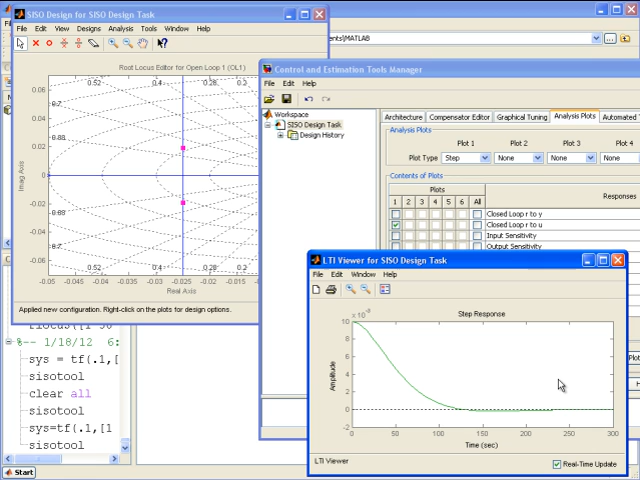 SISO Design for SISO Design Task
File Edit View Designs Analysis Tools Window Help
Root Locus Editor for Open Loop 1 (OL1)
0.52 0.4 0.28
0.06
0.7
0.04
0.88
0.02
0
-0.02
0.88
-0.04
-0.06
0.7
0.52 0.4 0.28 0.2
-0.05 -0.045 -0.04 -0.035 -0.03 -0.025 -0.02 -0.015
Imag Axis
Real Axis
Applied new configuration. Right-click on the plots for design options.
ents\MATLAB
Control and Estimation Tools Manager
File Edit Help
Workspace
SISO Design Task
Design History
Architecture Compensator Editor Graphical Tuning Analysis Plots Automated
Analysis Plots
Plot 1 Plot 2 Plot 3 Plot 4
Plot Type Step None None None
Contents of Plots
Plots
Responses
1 2 3 4 5 6 All
Closed Loop r to y
Closed Loop r to u
Input Sensitivity
Output Sensitivity
LTI Viewer for SISO Design Task
File Edit Window Help
Step Response
10
8
6
4
2
0
-2
0 50 100 150 200 250 300
Amplitude
Time (sec)
LTI Viewer
Real-Time Update
%-- 1/18/12 6:
sys = tf(.1,[
sisotool
clear all
sisotool
sys=tf(.1,[1
sisotool
Start